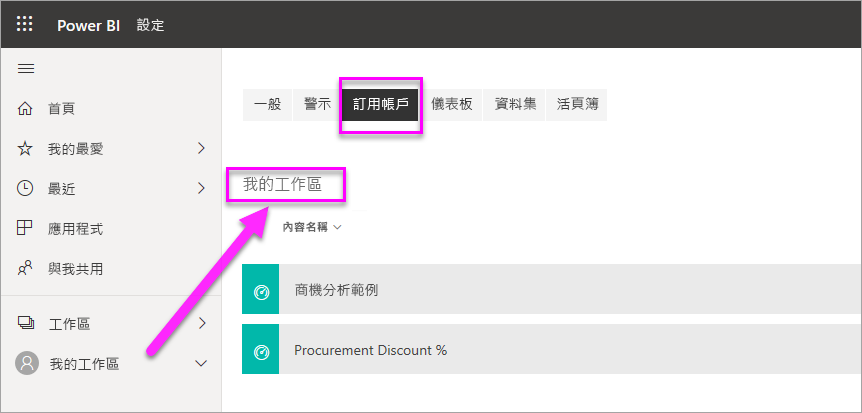 Power BI 設定
首頁
我的最愛
最近
應用程式
與我共用
工作區
我的工作區
一般 警示 訂用帳戶 儀表板 資料集 活頁簿
我的工作區
內容名稱
商機分析範例
Procurement Discount %